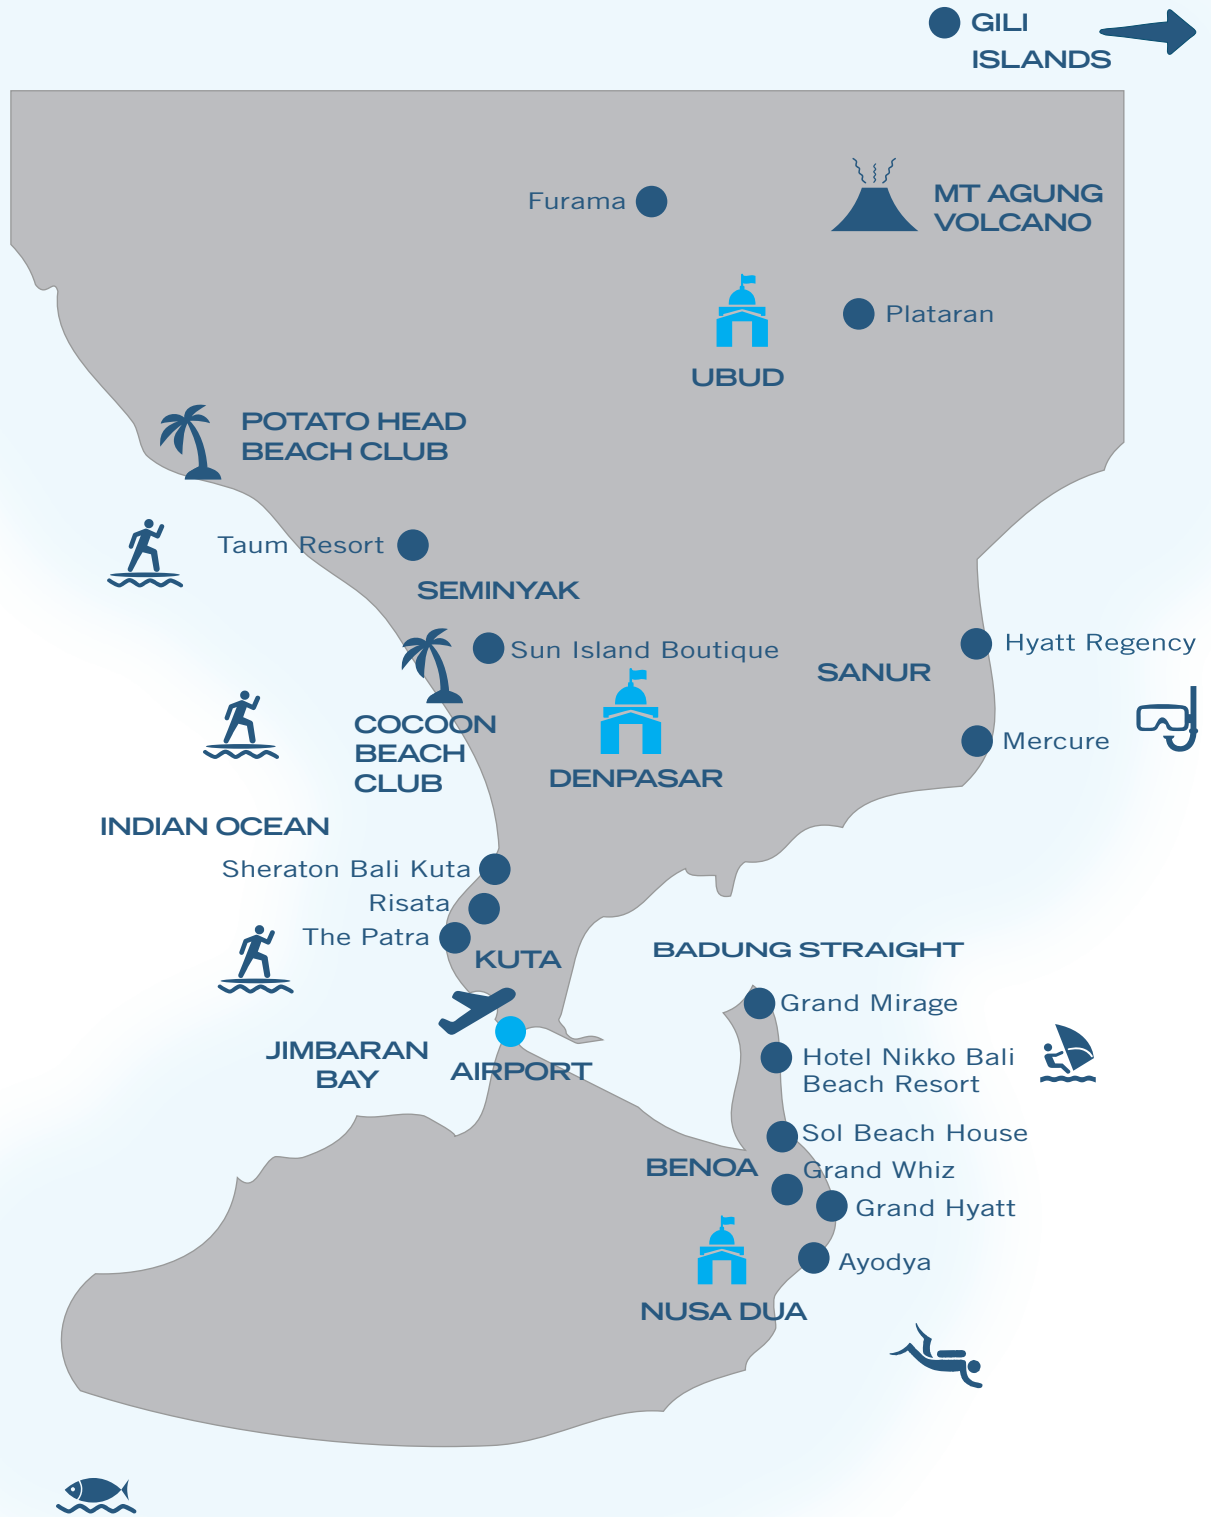 GILI
ISLANDS
Furama
MT AGUNG
VOLCANO
Plataran
UBUD
POTATO HEAD
BEACH CLUB
Taum Resort
SEMINYAK
Sun Island Boutique
Hyatt Regency
SANUR
COCOON
BEACH
CLUB
Mercure
DENPASAR
INDIAN OCEAN
Sheraton Bali Kuta
Risata
The Patra
KUTA
BADUNG STRAIGHT
Grand Mirage
JIMBARAN
BAY
AIRPORT
Hotel Nikko Bali
Beach Resort
Sol Beach House
BENOA
Grand Whiz
Grand Hyatt
Ayodya
NUSA DUA